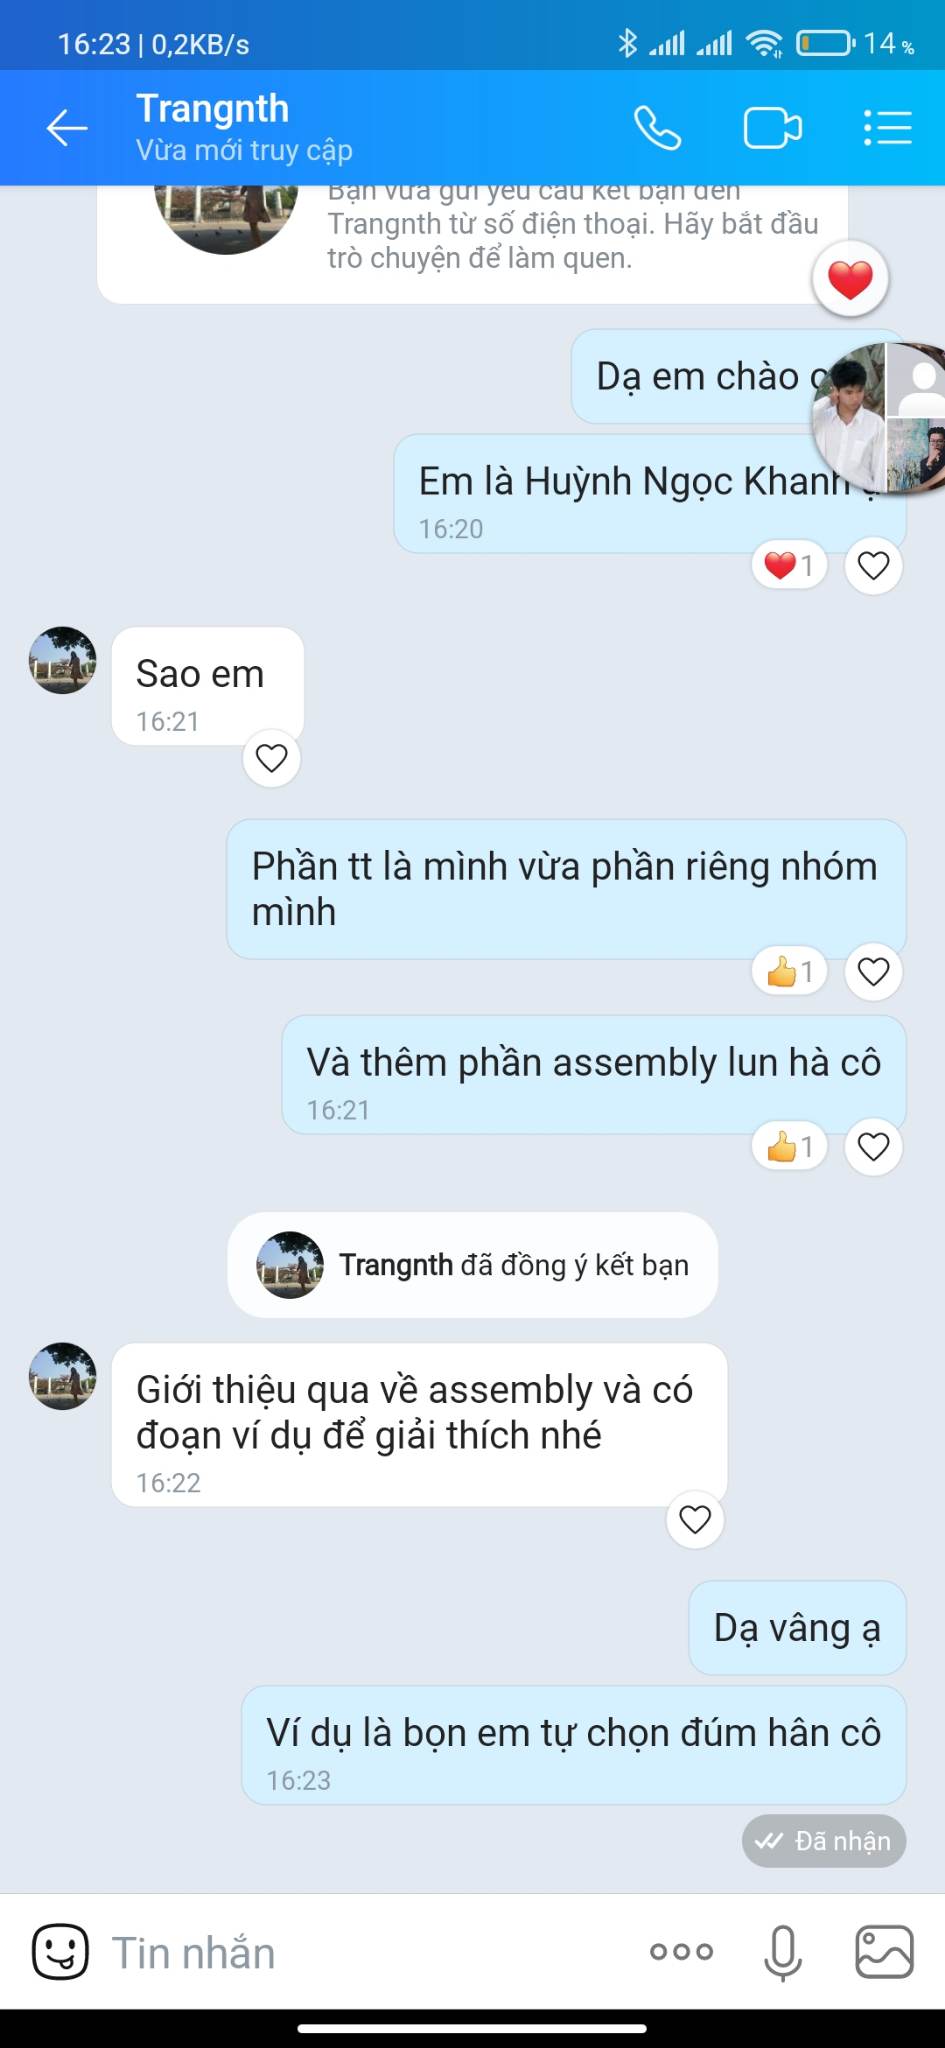 16:23 | 0,2KB/s
14 %
Trangnth
Vừa mới truy cập
Bạn vừa gửi yêu cầu kết bạn đến
Trangnth từ số điện thoại. Hãy bắt đầu
trò chuyện để làm quen.
Dạ em chào
Em là Huỳnh Ngọc Khanh
16:20
1
Sao em
16:21
Phần tt là mình vừa phần riêng nhóm
mình
1
Và thêm phần assembly lun hà cô
16:21
1
Trangnth đã đồng ý kết bạn
Giới thiệu qua về assembly và có
đoạn ví dụ để giải thích nhé
16:22
Dạ vâng ạ
Ví dụ là bọn em tự chọn đúm hân cô
16:23
Đã nhận
Tin nhắn